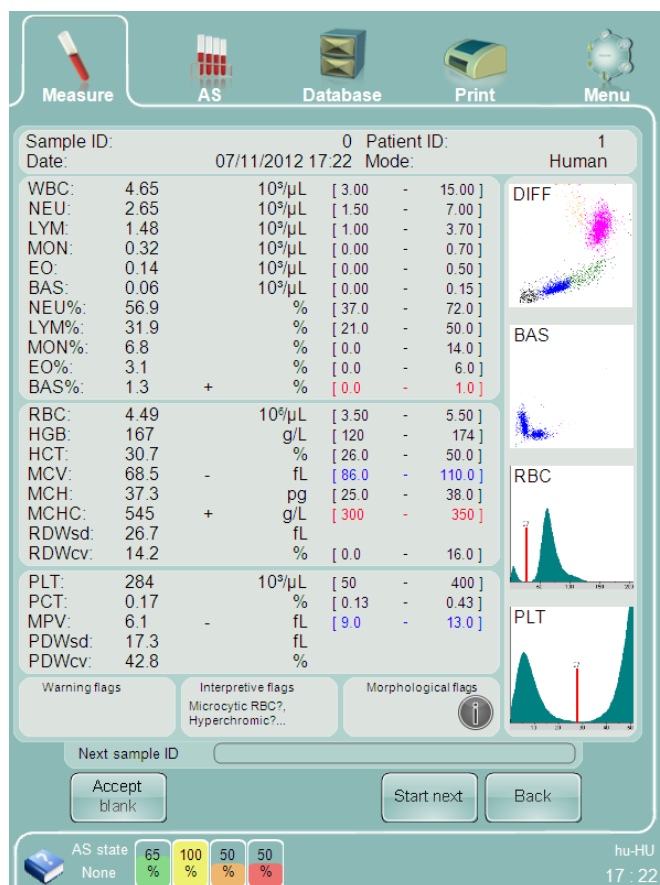 Measure AS Database Print Menu
Sample ID: 0 Patient ID: 1
Date: 07/11/2012 17:22 Mode: Human
WBC: 4.65 10³/µL [ 3.00 - 15.00 ]
NEU: 2.65 10³/µL [ 1.50 - 7.00 ]
LYM: 1.48 10³/µL [ 1.00 - 3.70 ]
MON: 0.32 10³/µL [ 0.00 - 0.70 ]
EO: 0.14 10³/µL [ 0.00 - 0.50 ]
BAS: 0.06 10³/µL [ 0.00 - 0.15 ]
NEU%: 56.9 % [ 37.0 - 72.0 ]
LYM%: 31.9 % [ 21.0 - 50.0 ]
MON%: 6.8 % [ 0.0 - 14.0 ]
EO%: 3.1 % [ 0.0 - 6.0 ]
BAS%: 1.3 + % [ 0.0 - 1.0 ]
RBC: 4.49 10⁶/µL [ 3.50 - 5.50 ]
HGB: 167 g/L [ 120 - 174 ]
HCT: 30.7 % [ 26.0 - 50.0 ]
MCV: 68.5 - fL [ 86.0 - 110.0 ]
MCH: 37.3 pg [ 25.0 - 38.0 ]
MCHC: 545 + g/L [ 300 - 350 ]
RDWsd: 26.7 fL
RDWcv: 14.2 % [ 0.0 - 16.0 ]
PLT: 284 10³/µL [ 50 - 400 ]
PCT: 0.17 % [ 0.13 - 0.43 ]
MPV: 6.1 - fL [ 9.0 - 13.0 ]
PDWsd: 17.3 fL
PDWcv: 42.8 %
DIFF
BAS
RBC
50 100 150 200
PLT
10 20 30 40 50
Warning flags
Interpretive flags
Microcytic RBC?,
Hyperchromic?...
Morphological flags
Next sample ID
Accept
blank
Start next
Back
AS state
None
65
%
100
%
50
%
50
%
hu-HU
17 : 22